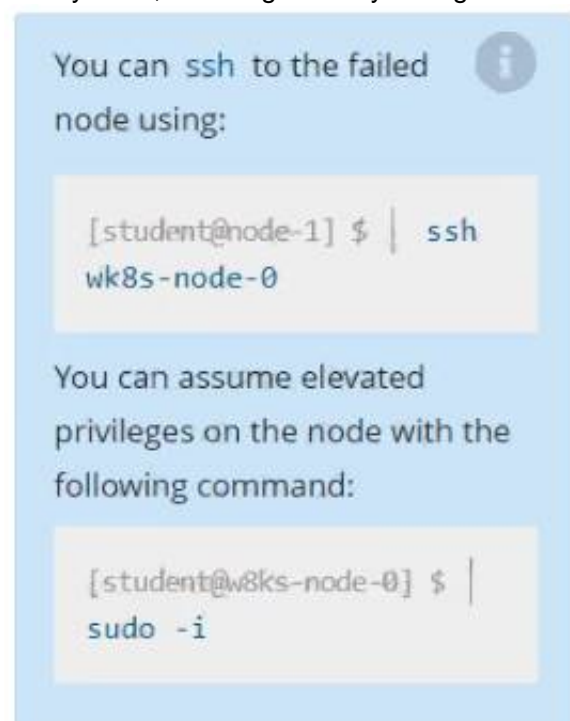 You can ssh to the failed
node using:
[student@node-1] $ | ssh
wk8s-node-0
You can assume elevated
privileges on the node with the
following command:
[student@w8ks-node-0] $ |
sudo -i